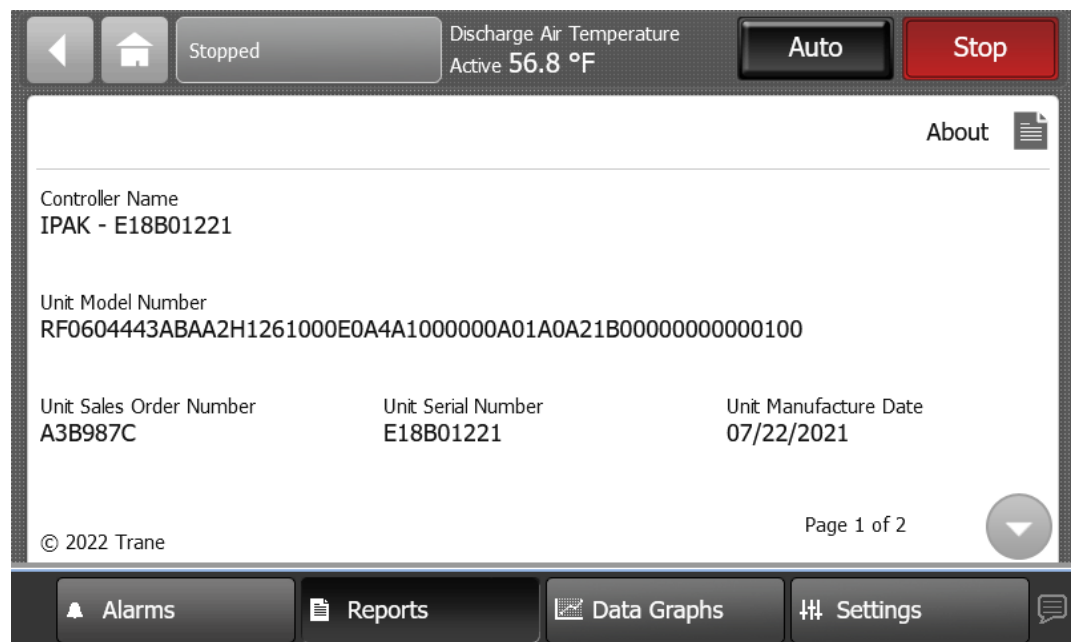 Stopped
Discharge Air Temperature
Active 56.8 °F
Auto
Stop
About
Controller Name
IPAK - E18B01221
Unit Model Number
RF0604443ABAA2H1261000E0A4A1000000A01A0A21B00000000000100
Unit Sales Order Number
A3B987C
Unit Serial Number
E18B01221
Unit Manufacture Date
07/22/2021
© 2022 Trane
Page 1 of 2
Alarms
Reports
Data Graphs
Settings